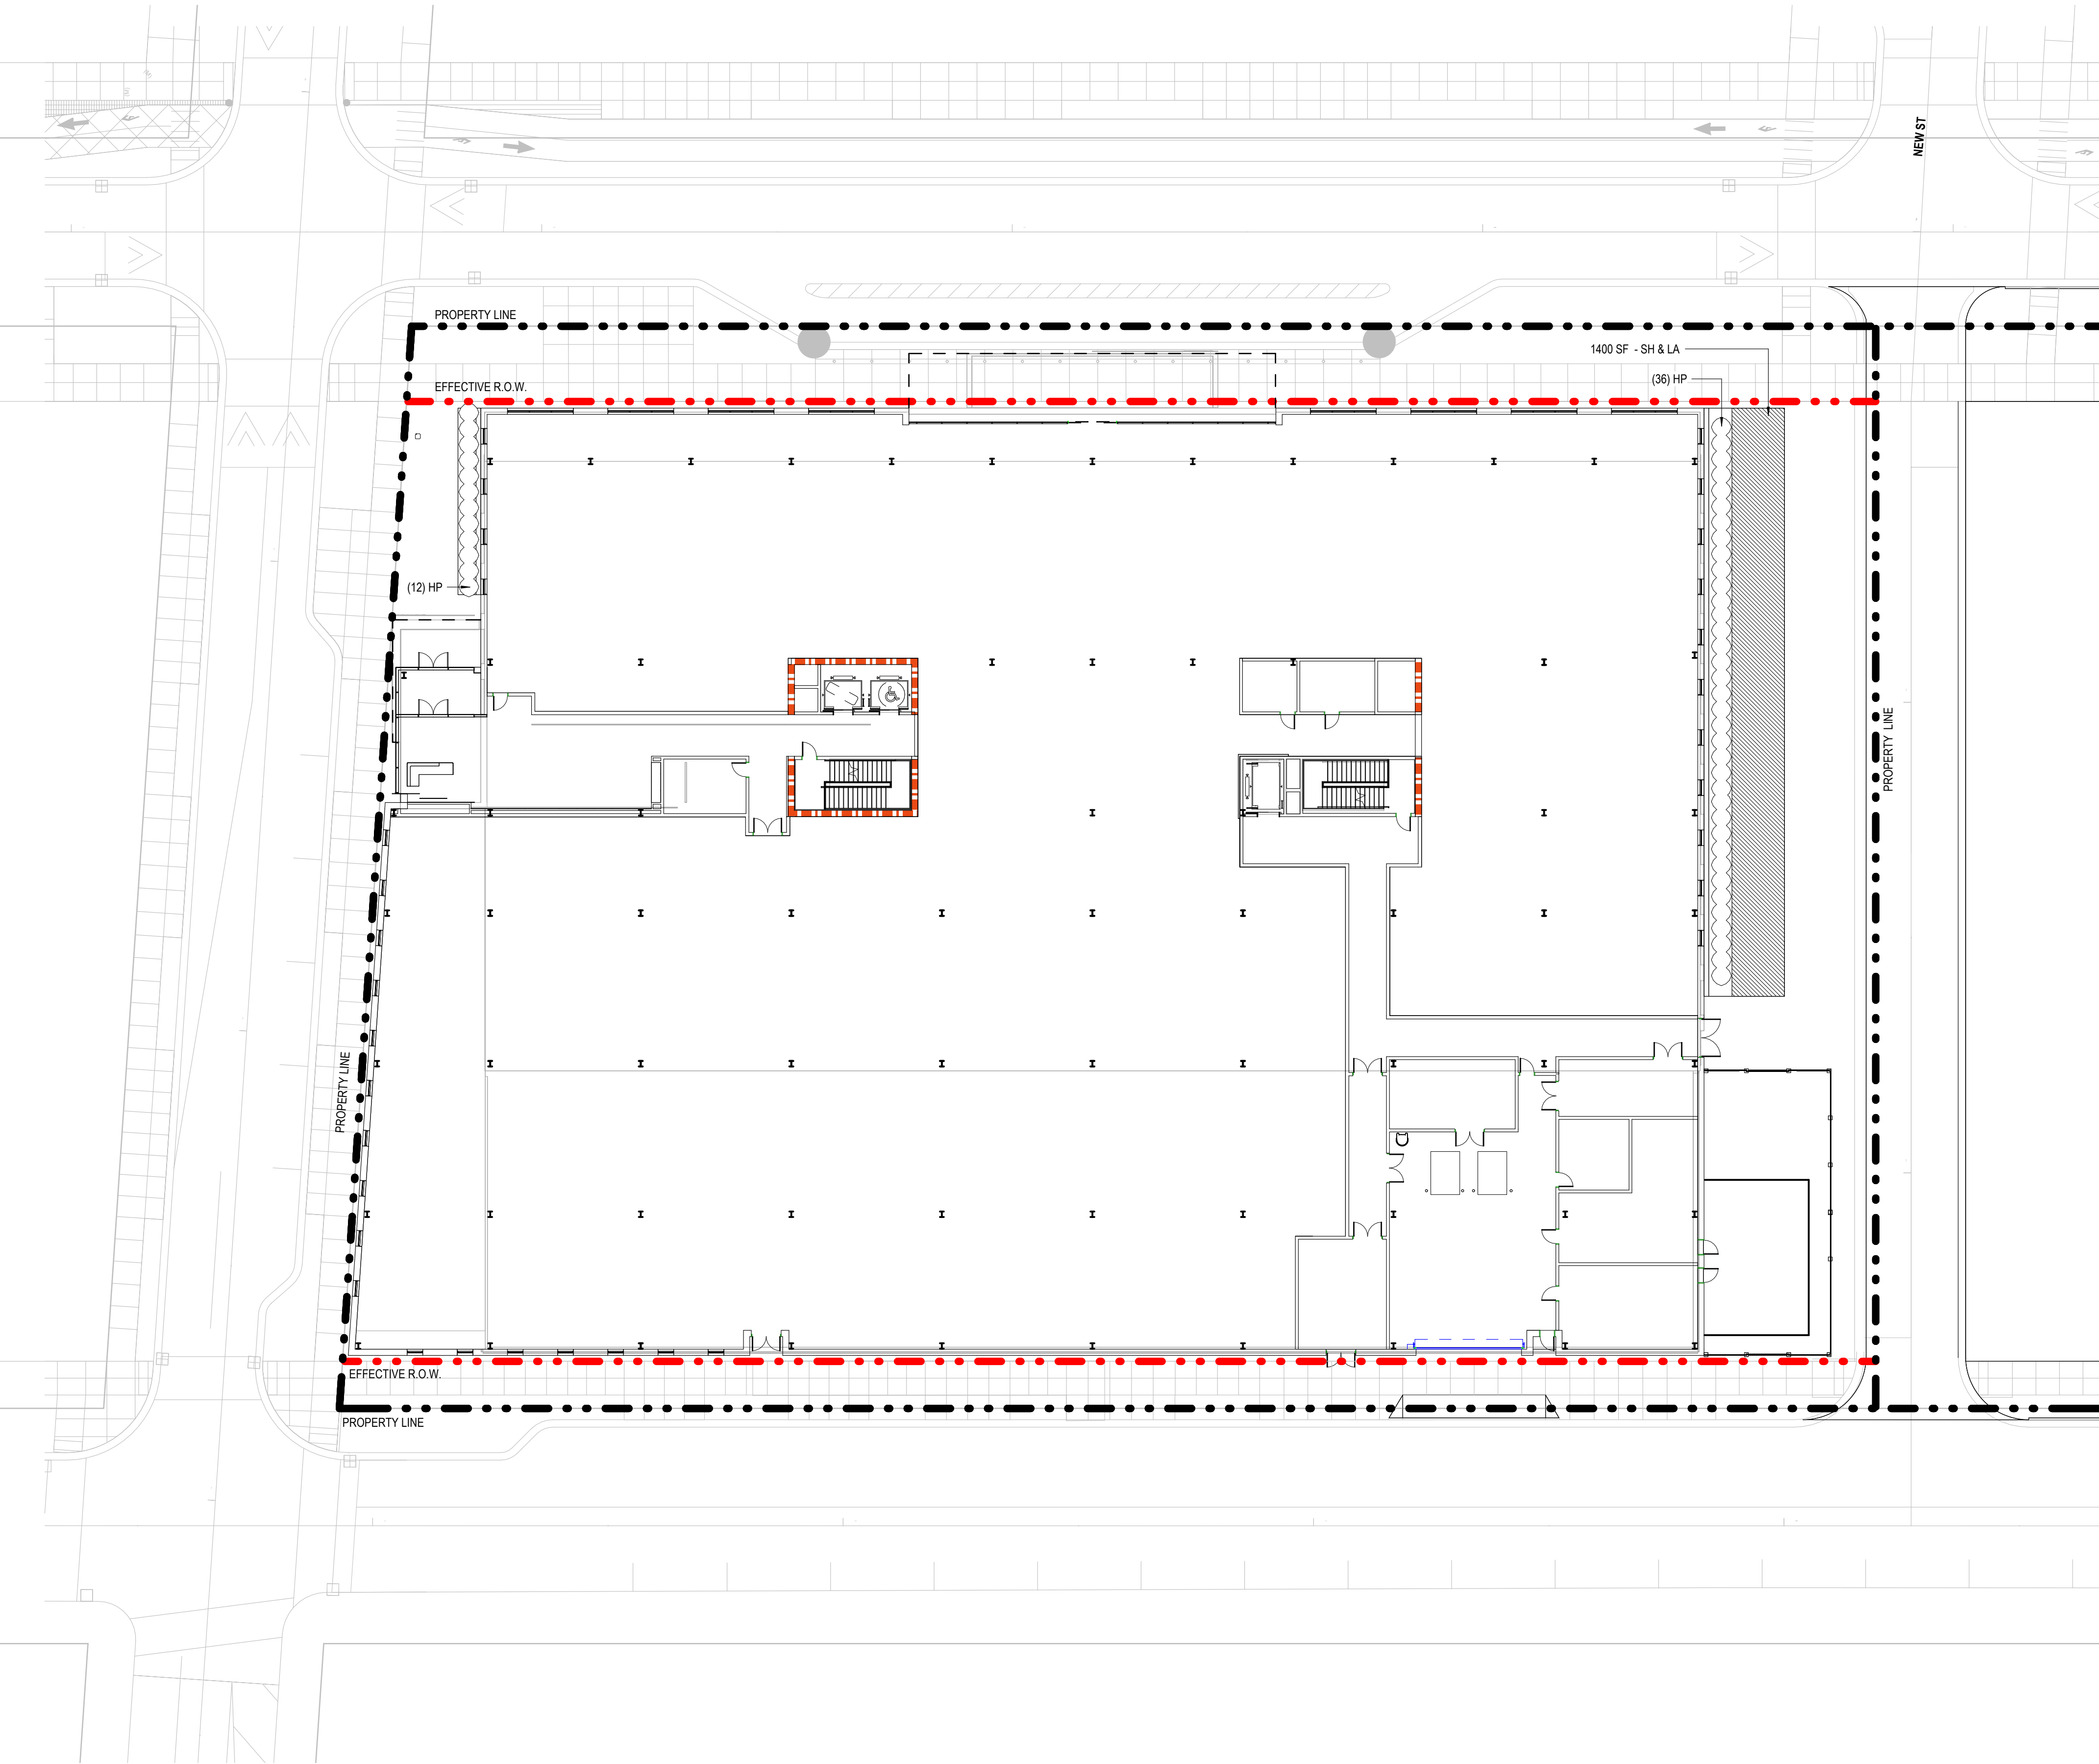 NEW ST
PROPERTY LINE
1400 SF - SH & LA
(36) HP
EFFECTIVE R.O.W.
(12) HP
PROPERTY LINE
PROPERTY LINE
EFFECTIVE R.O.W.
PROPERTY LINE